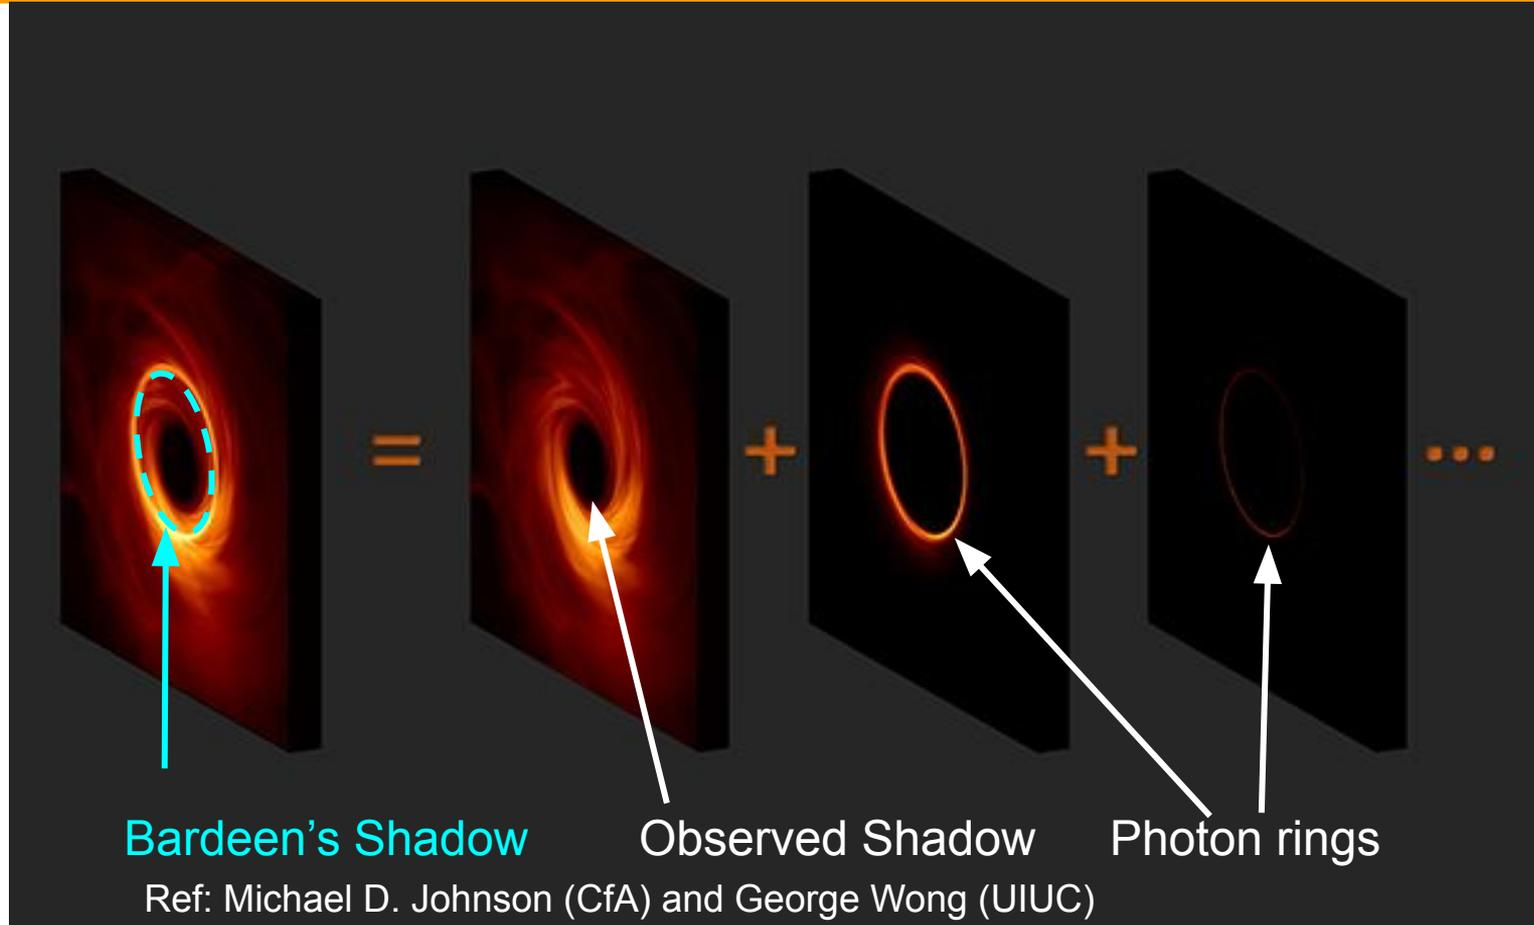 = + + ...
Bardeen’s Shadow Observed Shadow Photon rings
Ref: Michael D. Johnson (CfA) and George Wong (UIUC)